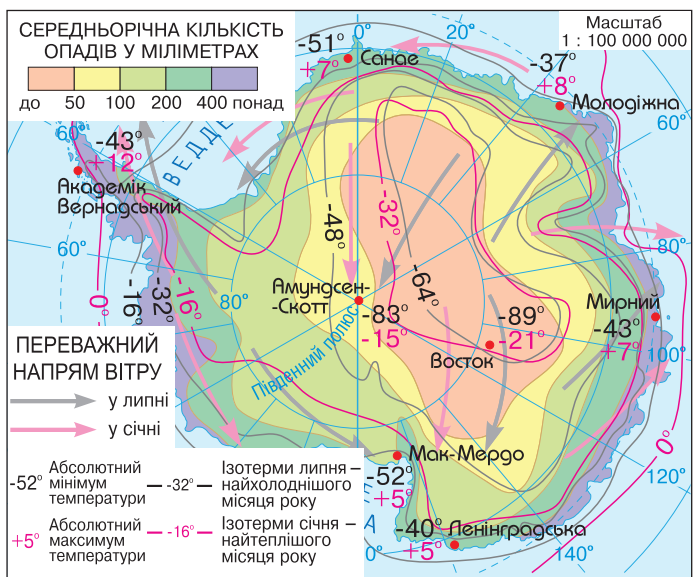 СЕРЕДНЬОРІЧНА КІЛЬКІСТЬ
ОПАДІВ У МІЛІМЕТРАХ
до 50 100 200 400 понад
Масштаб
1 : 100 000 000
0°
20°
-51°
+7°
Санае
-37°
+8°
Молодіжна
60°
60°
-43°
+12°
Академік
Вернадський
ВЕДДЕ
80°
-48°
-32°
-64°
60°
0°
-16°
-32°
-16°
80°
Амундсен-
-Скотт
-83°
-15°
Південний полюс
-89°
-21°
Восток
Мирний
-43°
+7°
100°
0°
120°
140°
Мак-Мердо
-52°
+5°
А
-40°
+5°
Ленінградська
0°
ПЕРЕВАЖНИЙ
НАПРЯМ ВІТРУ
у липні
у січні
-52° Абсолютний
мінімум
температури
-32° Ізотерми липня –
найхолоднішого
місяця року
+5° Абсолютний
максимум
температури
-16° Ізотерми січня –
найтеплішого
місяця року